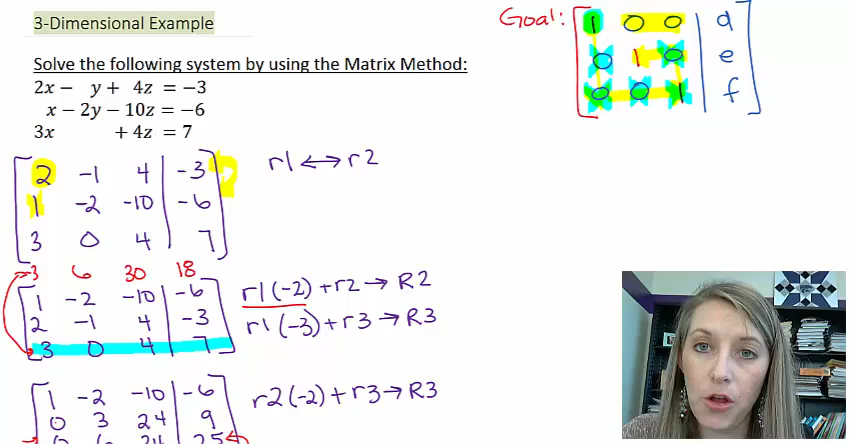 3-Dimensional Example
Goal: [ 1 0 0 | d ]
[ 0 1 0 | e ]
[ 0 0 1 | f ]
Solve the following system by using the Matrix Method:
2x − y + 4z = −3
x − 2y − 10z = −6
3x + 4z = 7
[ 2 -1 4 | -3 ] r1 ↔ r2
[ 1 -2 -10 | -6 ]
[ 3 0 4 | 7 ]
-3 6 30 18
[ 1 -2 -10 | -6 ] r1(-2) + r2 → R2
[ 2 -1 4 | -3 ] r1(-3) + r3 → R3
[ 3 0 4 | 7 ]
[ 1 -2 -10 | -6 ] r2(-2) + r3 → R3
[ 0 3 24 | 9 ]
[ 0 6 34 | 25 ]